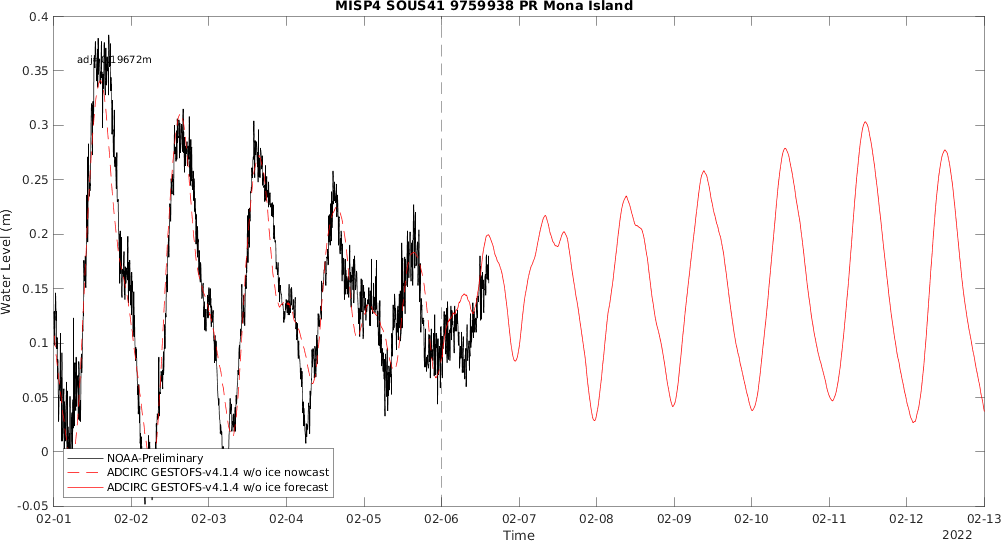 MISP4 SOUS41 9759938 PR Mona Island
0.4
0.35
0.3
0.25
0.2
0.15
0.1
0.05
0
-0.05
Water Level (m)
NOAA-Preliminary
ADCIRC GESTOFS-v4.1.4 w/o ice nowcast
ADCIRC GESTOFS-v4.1.4 w/o ice forecast
02-01 02-02 02-03 02-04 02-05 02-06 02-07 02-08 02-09 02-10 02-11 02-12 02-13
Time
2022